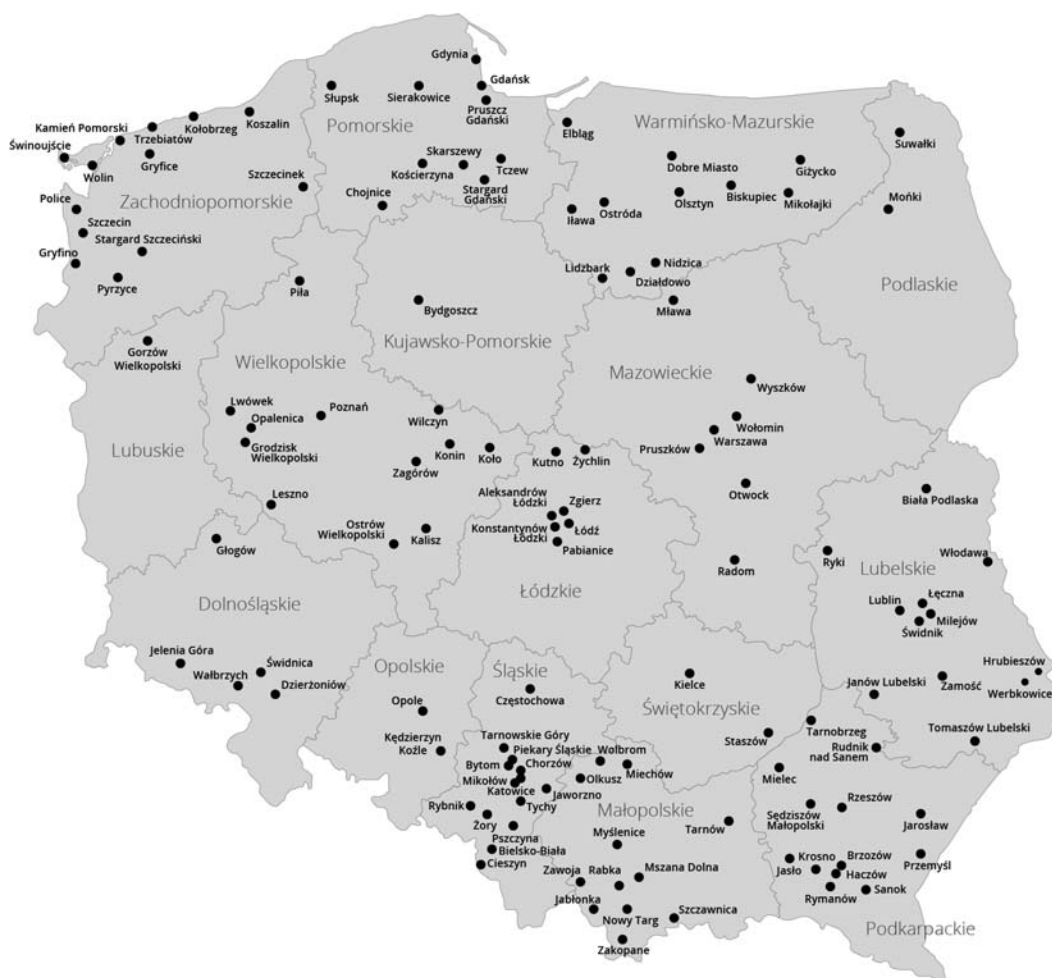 Gdynia
Gdańsk
Słupsk
Sierakowice
Pruszcz
Gdański
Pomorskie
Koszalin
Kołobrzeg
Kamień Pomorski
Trzebiatów
Świnoujście
Gryfice
Wolin
Elbląg
Warmińsko-Mazurskie
Suwałki
Skarszewy
Kościerzyna
Tczew
Stargard
Gdański
Chojnice
Szczecinek
Dobre Miasto
Giżycko
Olsztyn
Biskupiec
Mikołajki
Mońki
Iława
Ostróda
Police
Zachodniopomorskie
Szczecin
Stargard Szczeciński
Gryfino
Pyrzyce
Piła
Lidzbark
Nidzica
Działdowo
Mława
Podlaskie
Bydgoszcz
Kujawsko-Pomorskie
Gorzów
Wielkopolski
Wielkopolskie
Mazowieckie
Wyszków
Lwówek
Opalenica
Poznań
Grodzisk
Wielkopolski
Wilczyn
Wołomin
Warszawa
Pruszków
Lubuskie
Konin
Koło
Zagórów
Kutno
Żychlin
Otwock
Leszno
Aleksandrów
Łódzki
Zgierz
Konstantynów
Łódzki
Łódź
Pabianice
Ostrów
Wielkopolski
Kalisz
Biała Podlaska
Głogów
Radom
Ryki
Włodawa
Lubelskie
Dolnośląskie
Łódzkie
Lublin
Łęczna
Milejów
Świdnik
Jelenia Góra
Świdnica
Wałbrzych
Dzierżoniów
Opolskie
Śląskie
Kielce
Hrubieszów
Zamość
Werbkowice
Janów Lubelski
Częstochowa
Opole
Świętokrzyskie
Staszów
Tarnobrzeg
Tomaszów Lubelski
Rudnik
nad Sanem
Kędzierzyn
Koźle
Tarnowskie Góry
Piekary Śląskie
Wolbrom
Bytom
Chorzów
Miechów
Olkusz
Mikołów
Katowice
Jaworzno
Mielec
Rybnik
Tychy
Małopolskie
Żory
Pszczyna
Myślenice
Tarnów
Sędziszów
Małopolski
Rzeszów
Jarosław
Bielsko-Biała
Cieszyn
Zawoja
Rabka
Mszana Dolna
Krosno
Brzozów
Przemyśl
Jasło
Haczów
Rymanów
Sanok
Jabłonka
Nowy Targ
Szczawnica
Zakopane
Podkarpackie